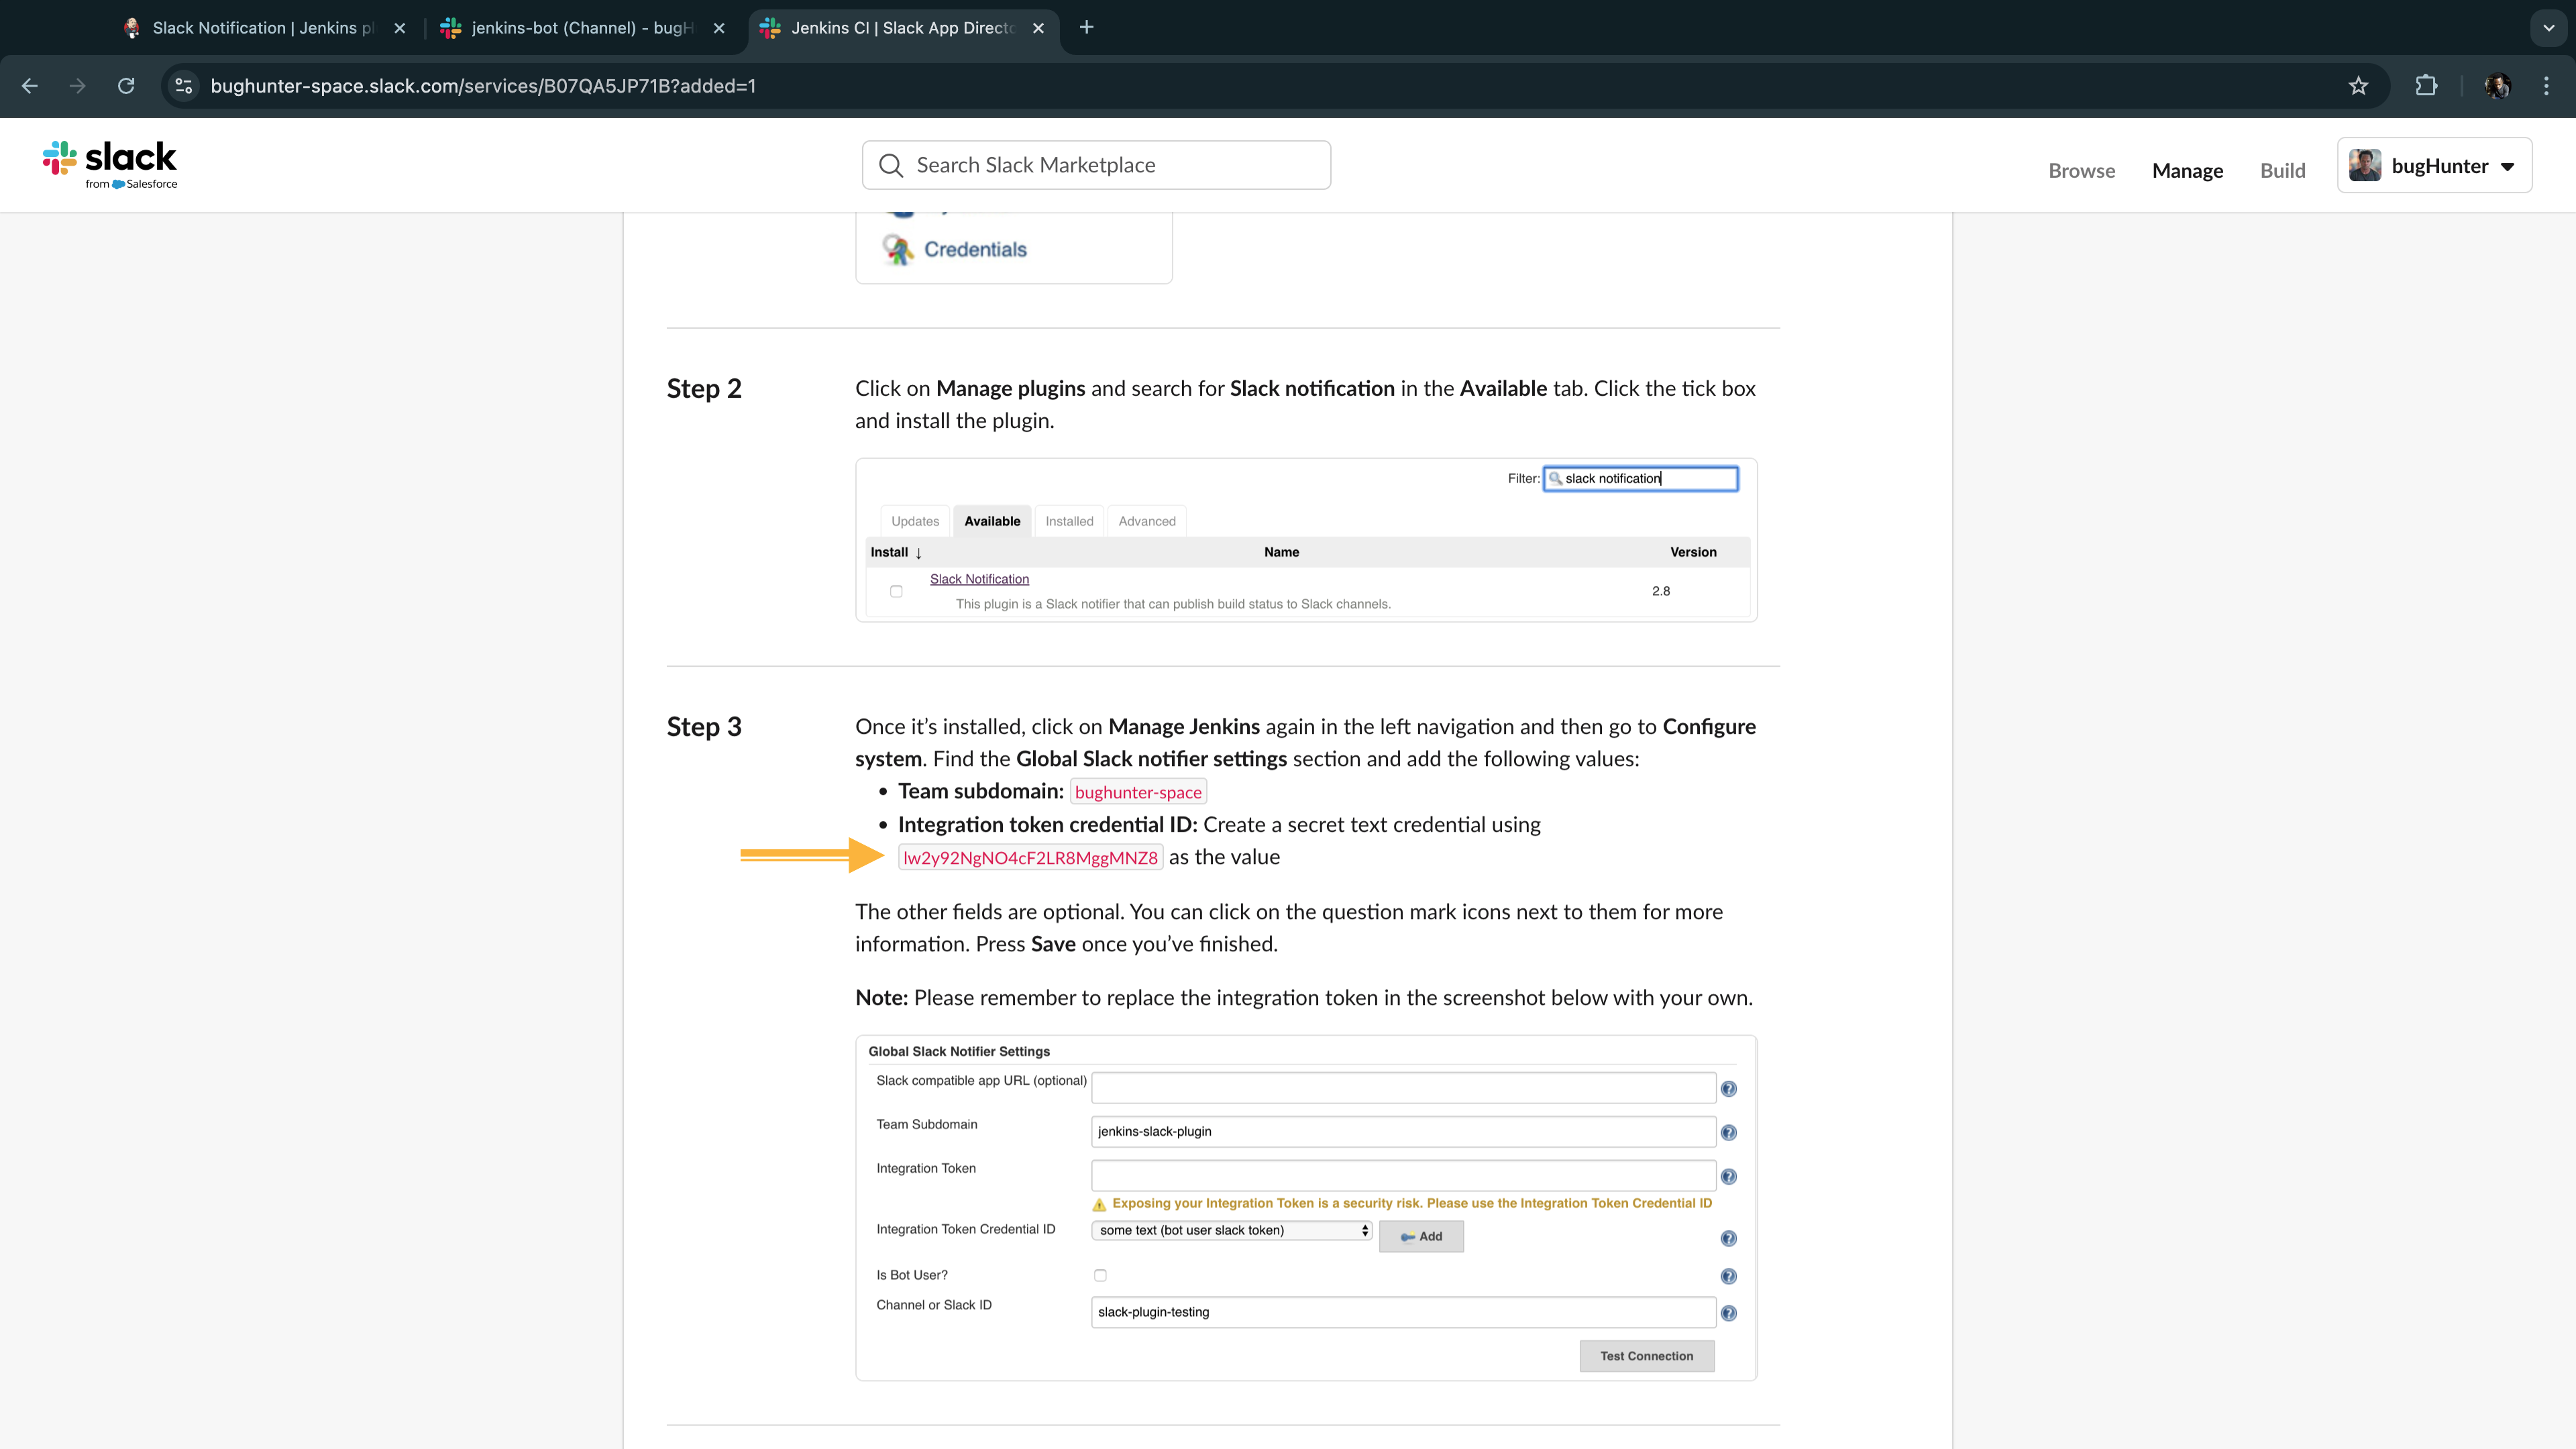 Slack Notification | Jenkins pl
jenkins-bot (Channel) - bugH
Jenkins CI | Slack App Directo
bughunter-space.slack.com/services/B07QA5JP71B?added=1
slack
from Salesforce
Search Slack Marketplace
Browse
Manage
Build
bugHunter
Credentials
Step 2
Click on Manage plugins and search for Slack notification in the Available tab. Click the tick box
and install the plugin.
Filter: slack notification
Updates Available Installed Advanced
Install ↓ Name Version
Slack Notification
2.8
This plugin is a Slack notifier that can publish build status to Slack channels.
Step 3
Once it’s installed, click on Manage Jenkins again in the left navigation and then go to Configure
system. Find the Global Slack notifier settings section and add the following values:
• Team subdomain: bughunter-space
• Integration token credential ID: Create a secret text credential using
lw2y92NgNO4cF2LR8MggMNZ8 as the value
The other fields are optional. You can click on the question mark icons next to them for more
information. Press Save once you’ve finished.
Note: Please remember to replace the integration token in the screenshot below with your own.
Global Slack Notifier Settings
Slack compatible app URL (optional)
Team Subdomain jenkins-slack-plugin
Integration Token
Exposing your Integration Token is a security risk. Please use the Integration Token Credential ID
Integration Token Credential ID some text (bot user slack token) Add
Is Bot User?
Channel or Slack ID slack-plugin-testing
Test Connection